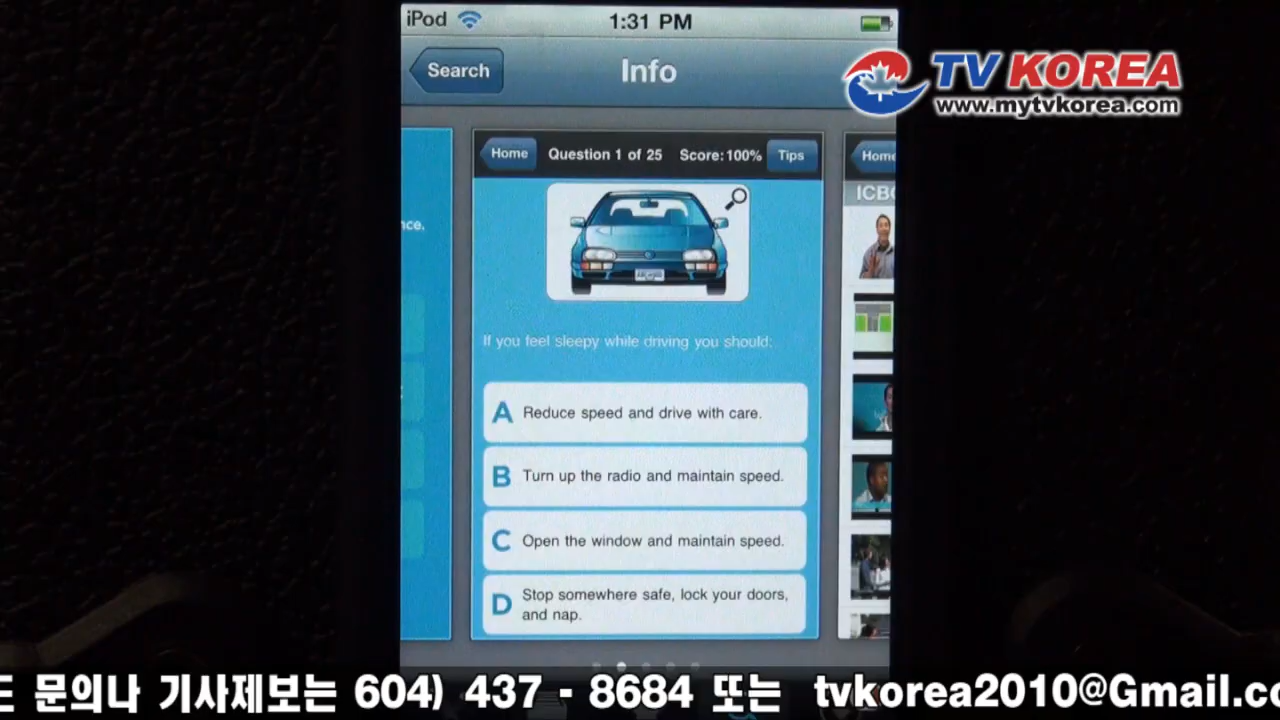 iPod
1:31 PM
Search
Info
TV KOREA
www.mytvkorea.com
nce.
Home
Question 1 of 25
Score:100%
Tips
If you feel sleepy while driving you should:
A Reduce speed and drive with care.
B Turn up the radio and maintain speed.
C Open the window and maintain speed.
D Stop somewhere safe, lock your doors,
and nap.
Home
ICBC
문의나 기사제보는 604) 437 - 8684 또는 tvkorea2010@Gmail.co